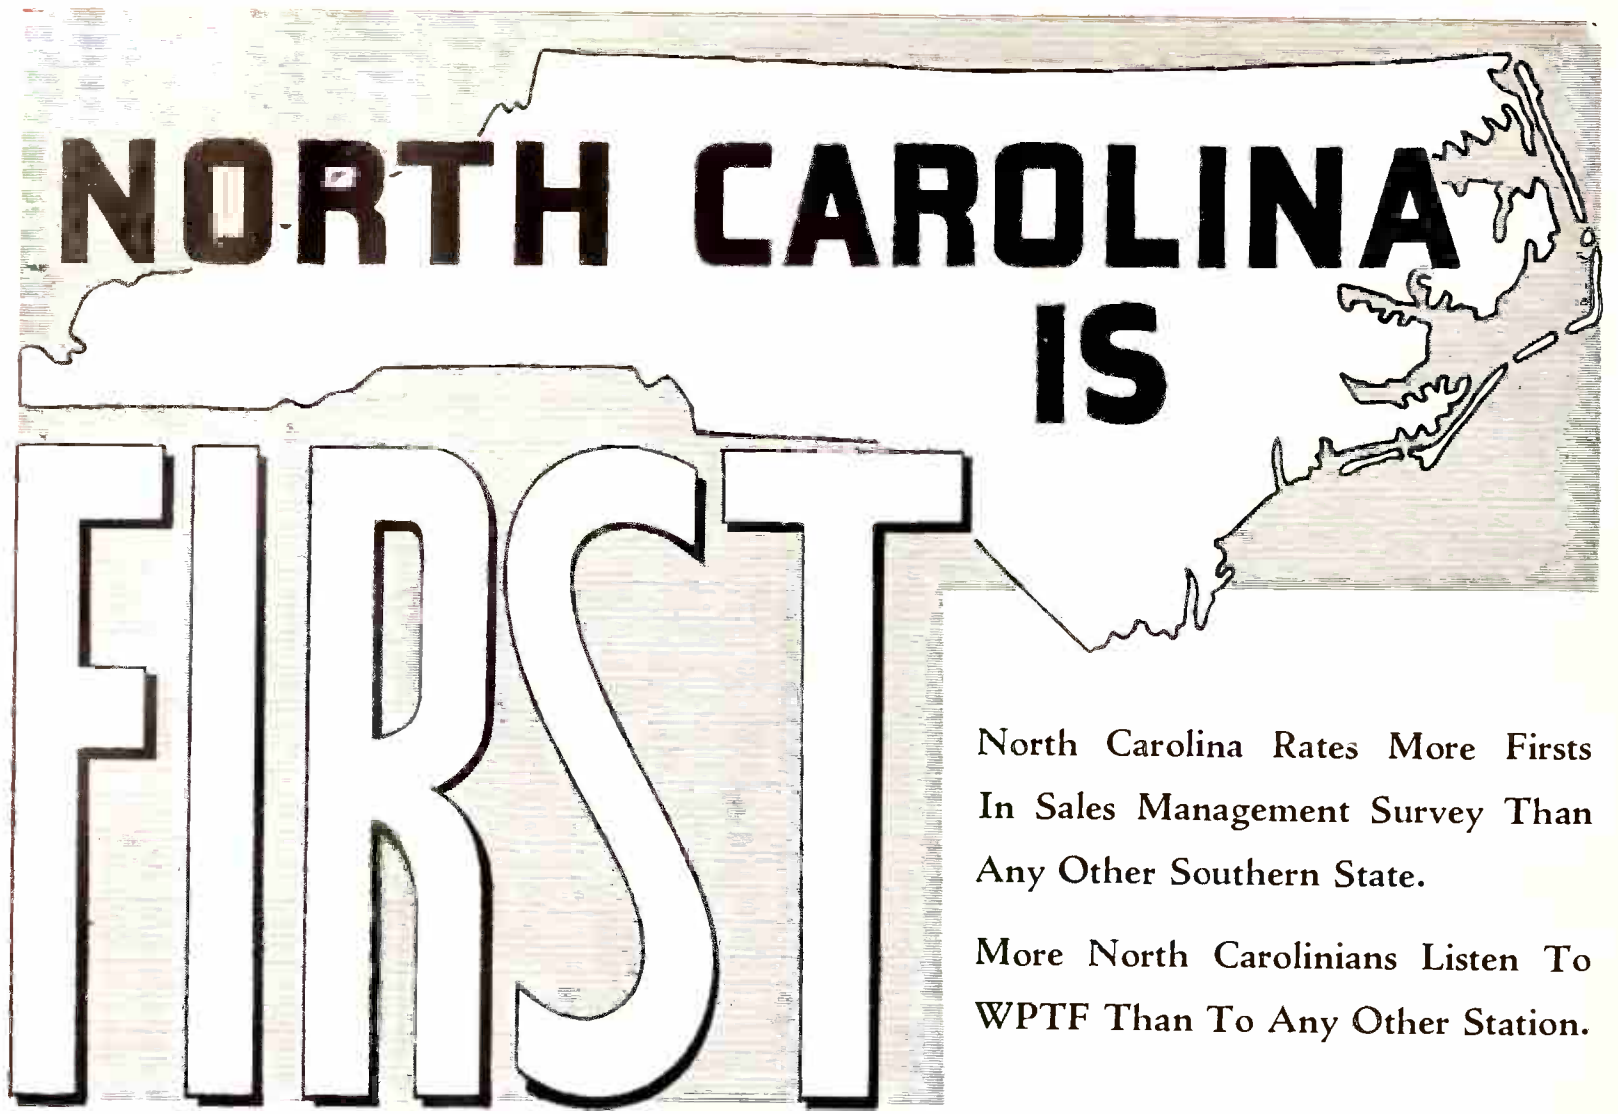 NORTH CAROLINA
IS
FIRST
North Carolina Rates More Firsts
In Sales Management Survey Than
Any Other Southern State.
More North Carolinians Listen To
WPTF Than To Any Other Station.